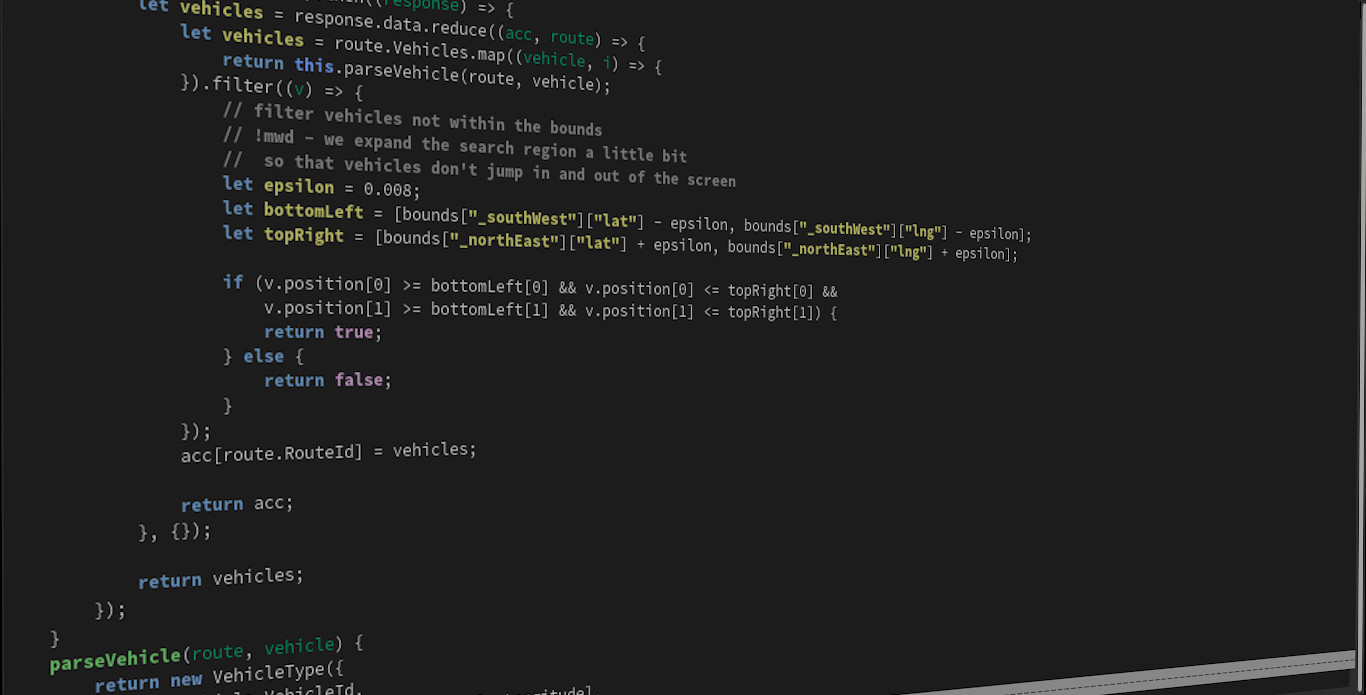 response) => {
let vehicles = response.data.reduce((acc, route) => {
let vehicles = route.Vehicles.map((vehicle, i) => {
return this.parseVehicle(route, vehicle);
}).filter((v) => {
// filter vehicles not within the bounds
// !mwd - we expand the search region a little bit
//  so that vehicles don't jump in and out of the screen
let epsilon = 0.008;
let bottomLeft = [bounds["_southWest"]["lat"] - epsilon, bounds["_southWest"]["lng"] - epsilon];
let topRight = [bounds["_northEast"]["lat"] + epsilon, bounds["_northEast"]["lng"] + epsilon];
if (v.position[0] >= bottomLeft[0] && v.position[0] <= topRight[0] &&
v.position[1] >= bottomLeft[1] && v.position[1] <= topRight[1]) {
return true;
} else {
return false;
}
});
acc[route.RouteId] = vehicles;
return acc;
}, {});
return vehicles;
});
}
parseVehicle(route, vehicle) {
return new VehicleType({
VehicleId,